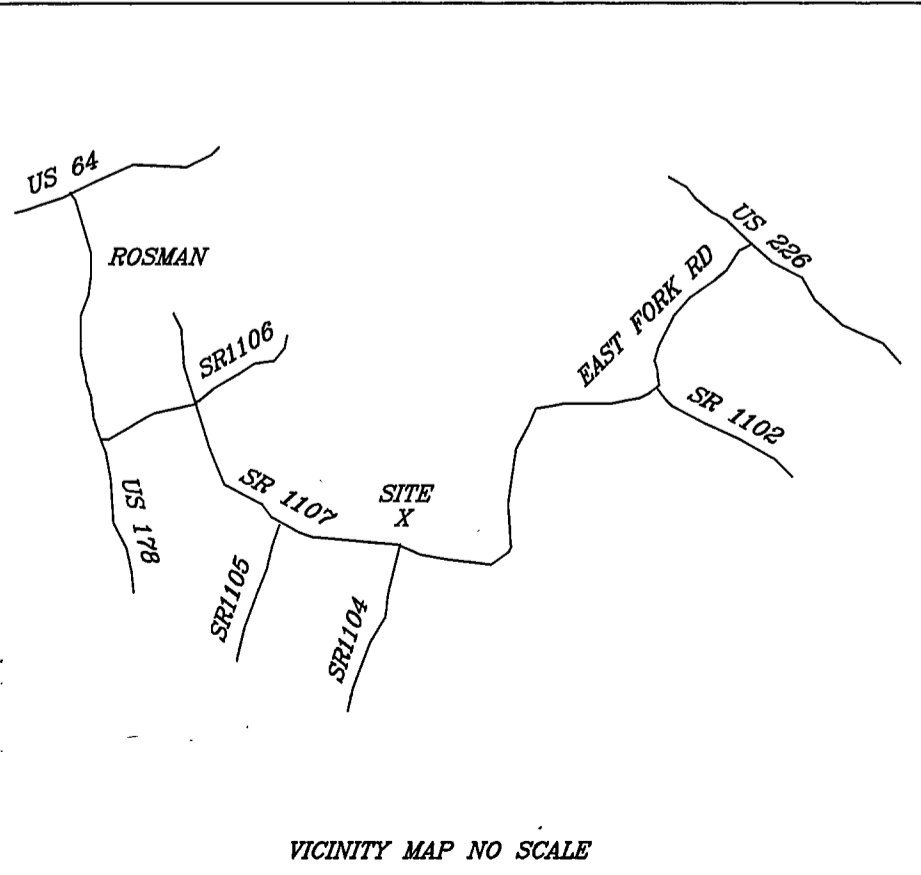 US 64
ROSMAN
US 226
EAST FORK RD
SR1106
SR 1102
SR 1107
SITE
X
US 178
SR1105
SR1104
VICINITY MAP NO SCALE